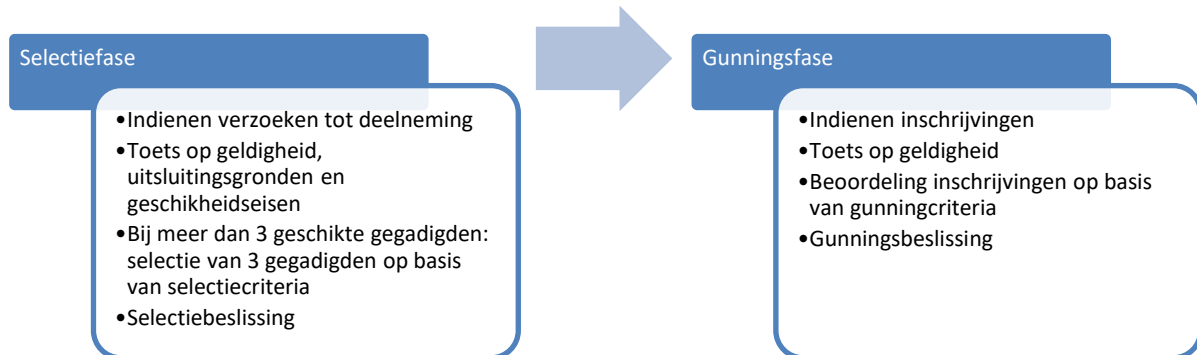 Selectiefase
•Indienen verzoeken tot deelneming
•Toets op geldigheid,
uitsluitingsgronden en
geschikheidseisen
•Bij meer dan 3 geschikte gegadigden:
selectie van 3 gegadigden op basis
van selectiecriteria
•Selectiebeslissing
Gunningsfase
•Indienen inschrijvingen
•Toets op geldigheid
•Beoordeling inschrijvingen op basis
van gunningcriteria
•Gunningsbeslissing